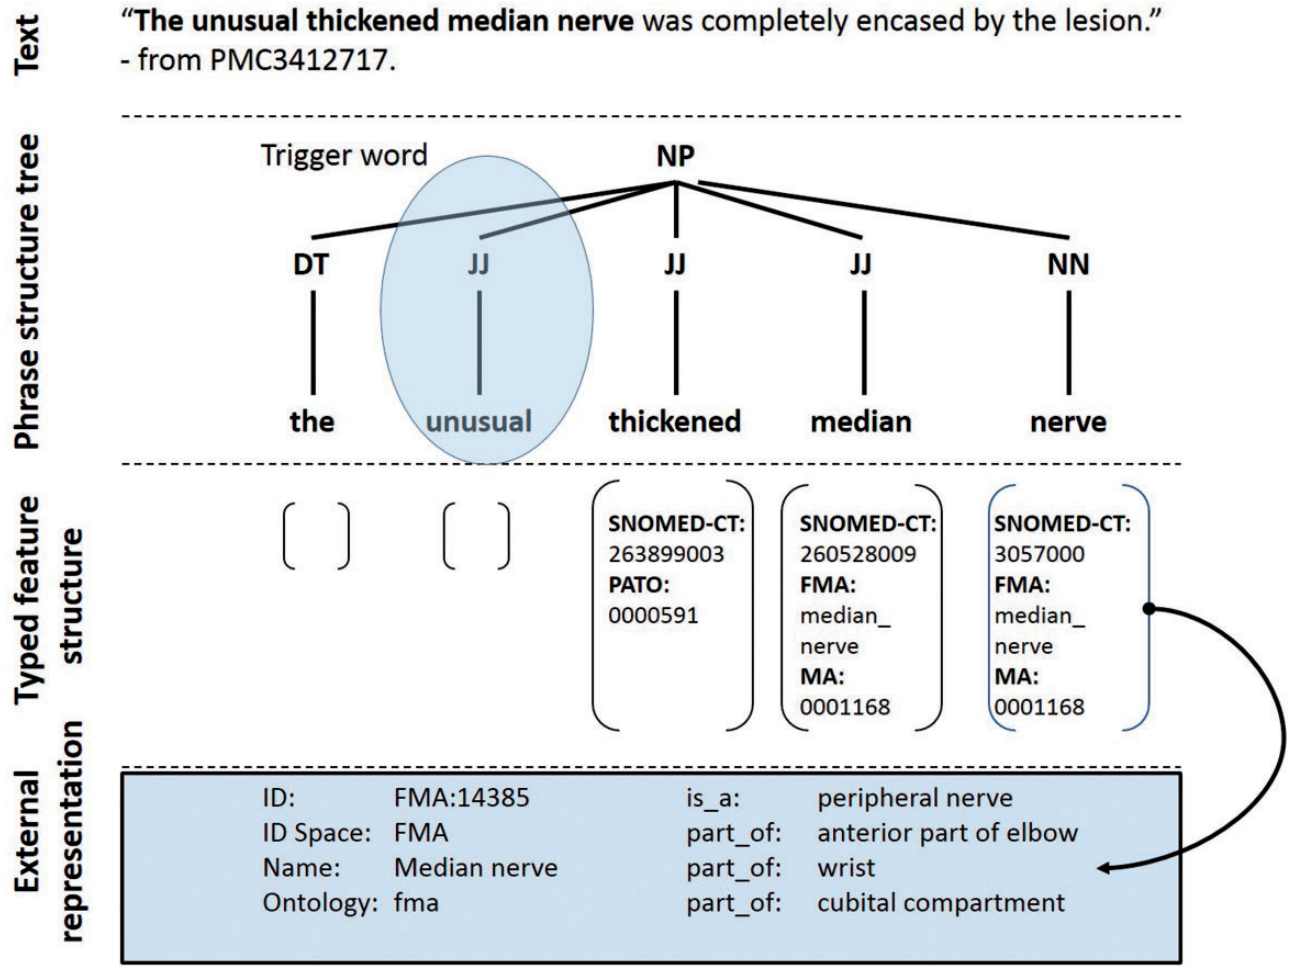 Text
“The unusual thickened median nerve was completely encased by the lesion.”
- from PMC3412717.
Phrase structure tree
Trigger word
NP
DT JJ JJ JJ NN
the unusual thickened median nerve
Typed feature
structure
SNOMED-CT:
263899003
PATO:
0000591
SNOMED-CT:
260528009
FMA:
median_
nerve
MA:
0001168
SNOMED-CT:
3057000
FMA:
median_
nerve
MA:
0001168
External
representation
ID: FMA:14385 is_a: peripheral nerve
ID Space: FMA part_of: anterior part of elbow
Name: Median nerve part_of: wrist
Ontology: fma part_of: cubital compartment